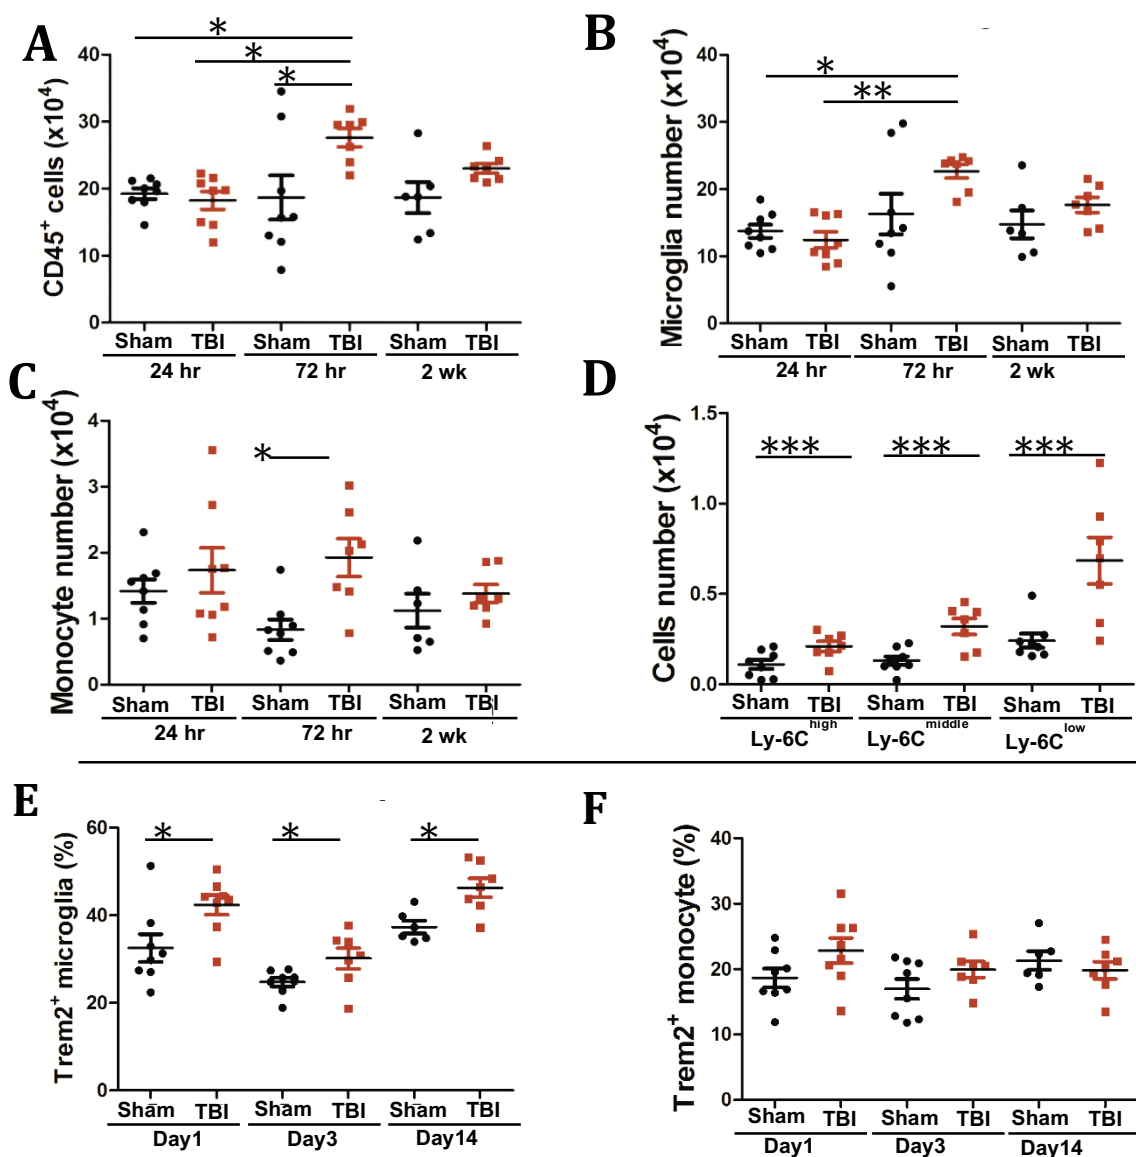 A
CD45+ cells (x10⁴)
* * *
40
30
20
10
0
Sham TBI Sham TBI Sham TBI
24 hr 72 hr 2 wk
B
Microglia number (x10⁴)
* **
40
30
20
10
0
Sham TBI Sham TBI Sham TBI
24 hr 72 hr 2 wk
C
Monocyte number (x10⁴)
*
4
3
2
1
0
Sham TBI Sham TBI Sham TBI
24 hr 72 hr 2 wk
D
Cells number (x10⁴)
*** *** ***
1.5
1.0
0.5
0.0
Sham TBI Sham TBI Sham TBI
Ly-6Chigh Ly-6Cmiddle Ly-6Clow
E
Trem2+ microglia (%)
* * *
60
40
20
0
Sham TBI Sham TBI Sham TBI
Day1 Day3 Day14
F
Trem2+ monocyte (%)
40
30
20
10
0
Sham TBI Sham TBI Sham TBI
Day1 Day3 Day14